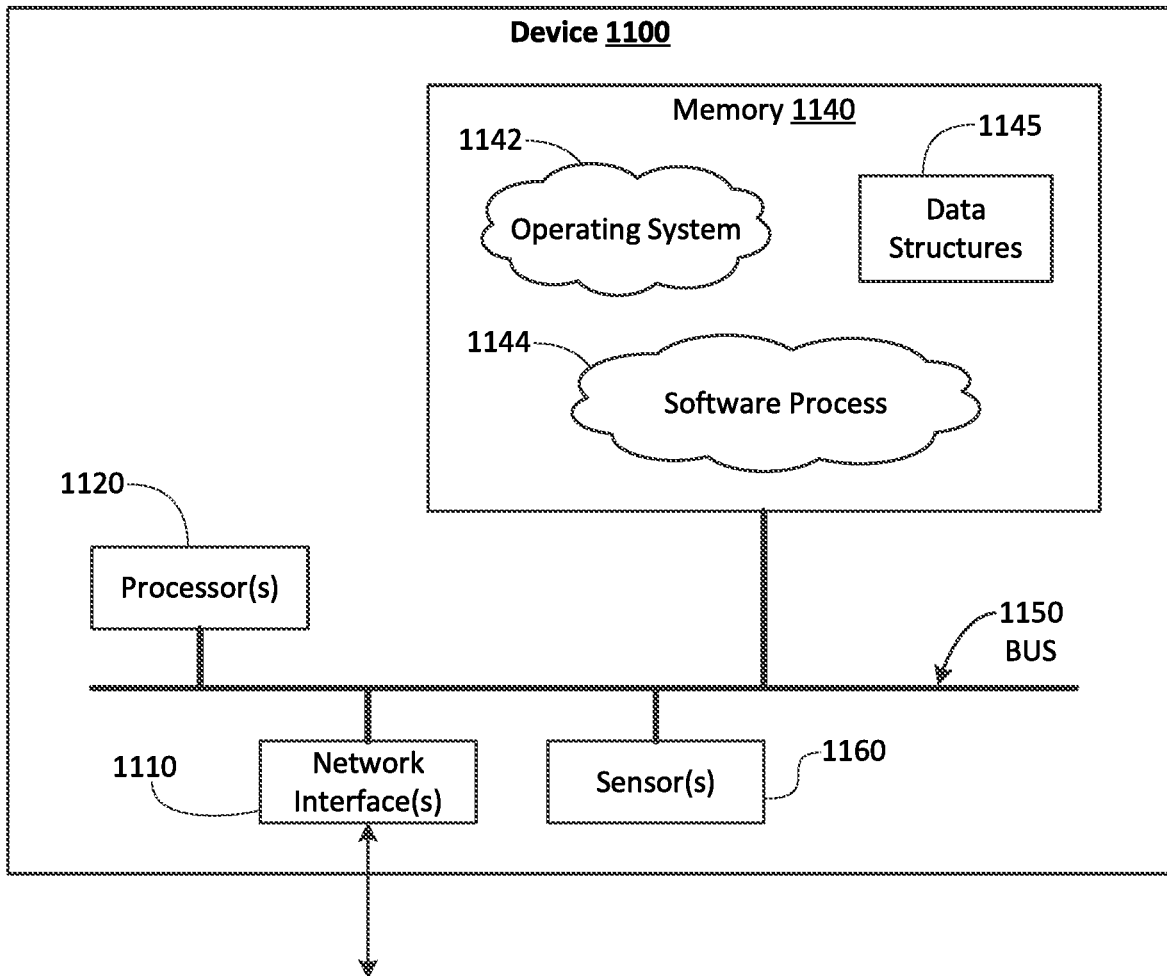 Device 1100
Memory 1140
1142
1145
Operating System
Data
Structures
1144
Software Process
1120
Processor(s)
1150
BUS
1110
Network
Interface(s)
Sensor(s)
1160